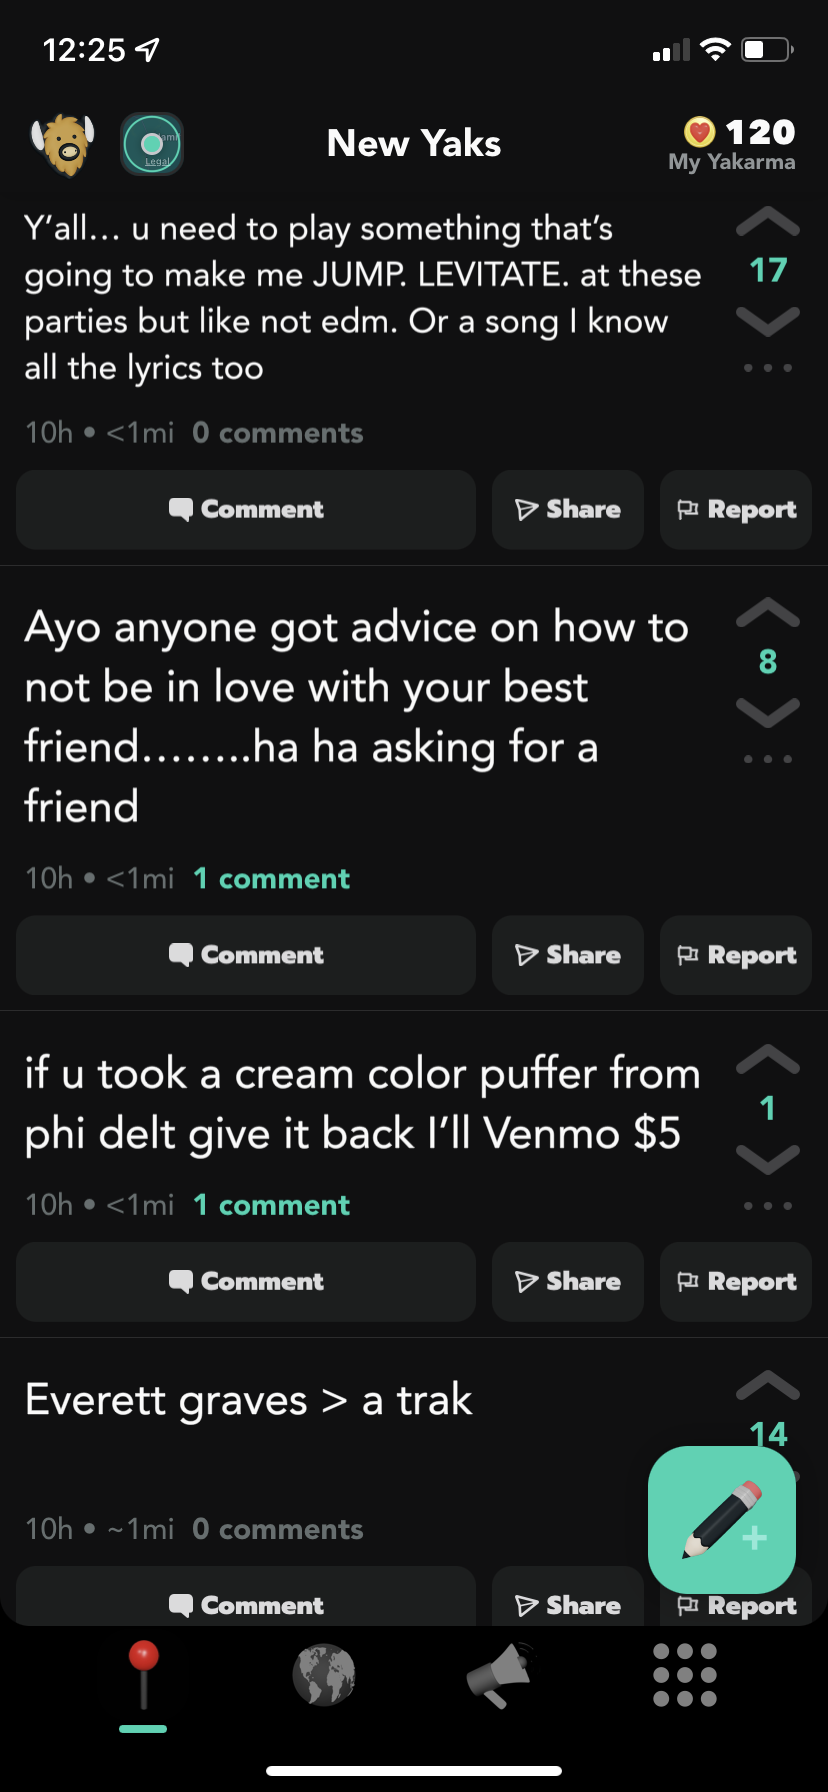 12:25
New Yaks
120
My Yakarma
Legal
Y’all... u need to play something that’s
going to make me JUMP. LEVITATE. at these
parties but like not edm. Or a song I know
all the lyrics too
17
10h • <1mi 0 comments
Comment Share Report
Ayo anyone got advice on how to
not be in love with your best
friend........ha ha asking for a
friend
8
10h • <1mi 1 comment
Comment Share Report
if u took a cream color puffer from
phi delt give it back I’ll Venmo $5
1
10h • <1mi 1 comment
Comment Share Report
Everett graves > a trak
14
10h • ~1mi 0 comments
Comment Share Report